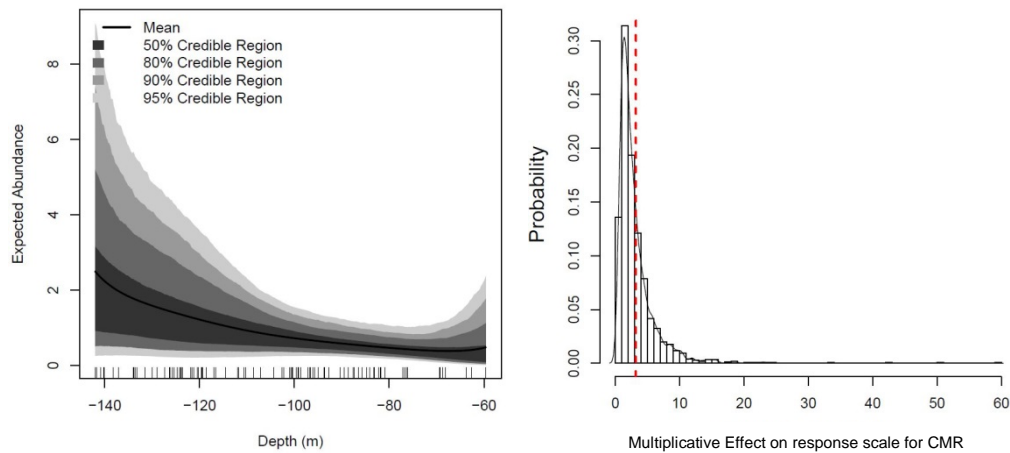 Mean
50% Credible Region
80% Credible Region
90% Credible Region
95% Credible Region
Expected Abundance
8
6
4
2
0
−140
−120
−100
−80
−60
Depth (m)
Probability
0.30
0.25
0.20
0.15
0.10
0.05
0.00
0
10
20
30
40
50
60
Multiplicative Effect on response scale for CMR